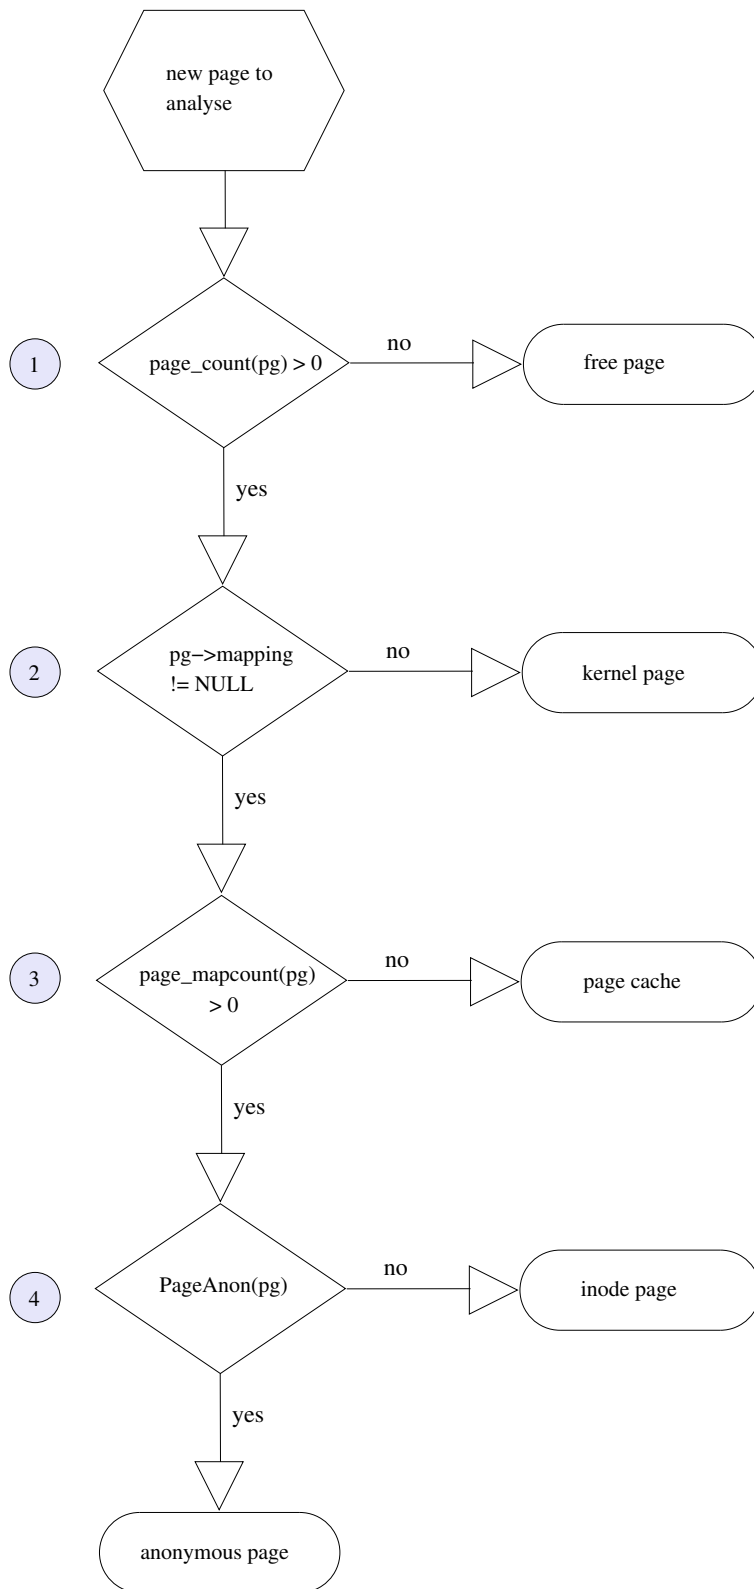 new page to
analyse
1
page_count(pg) > 0
no
free page
yes
2
pg−>mapping
!= NULL
no
kernel page
yes
3
page_mapcount(pg)
> 0
no
page cache
yes
4
PageAnon(pg)
no
inode page
yes
anonymous page